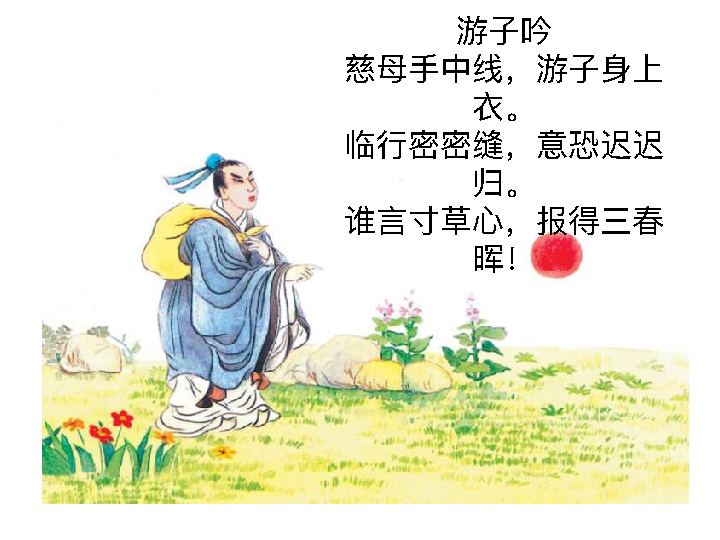 游子吟
慈母手中线，游子身上
衣。
临行密密缝，意恐迟迟
归。
谁言寸草心，报得三春
晖！